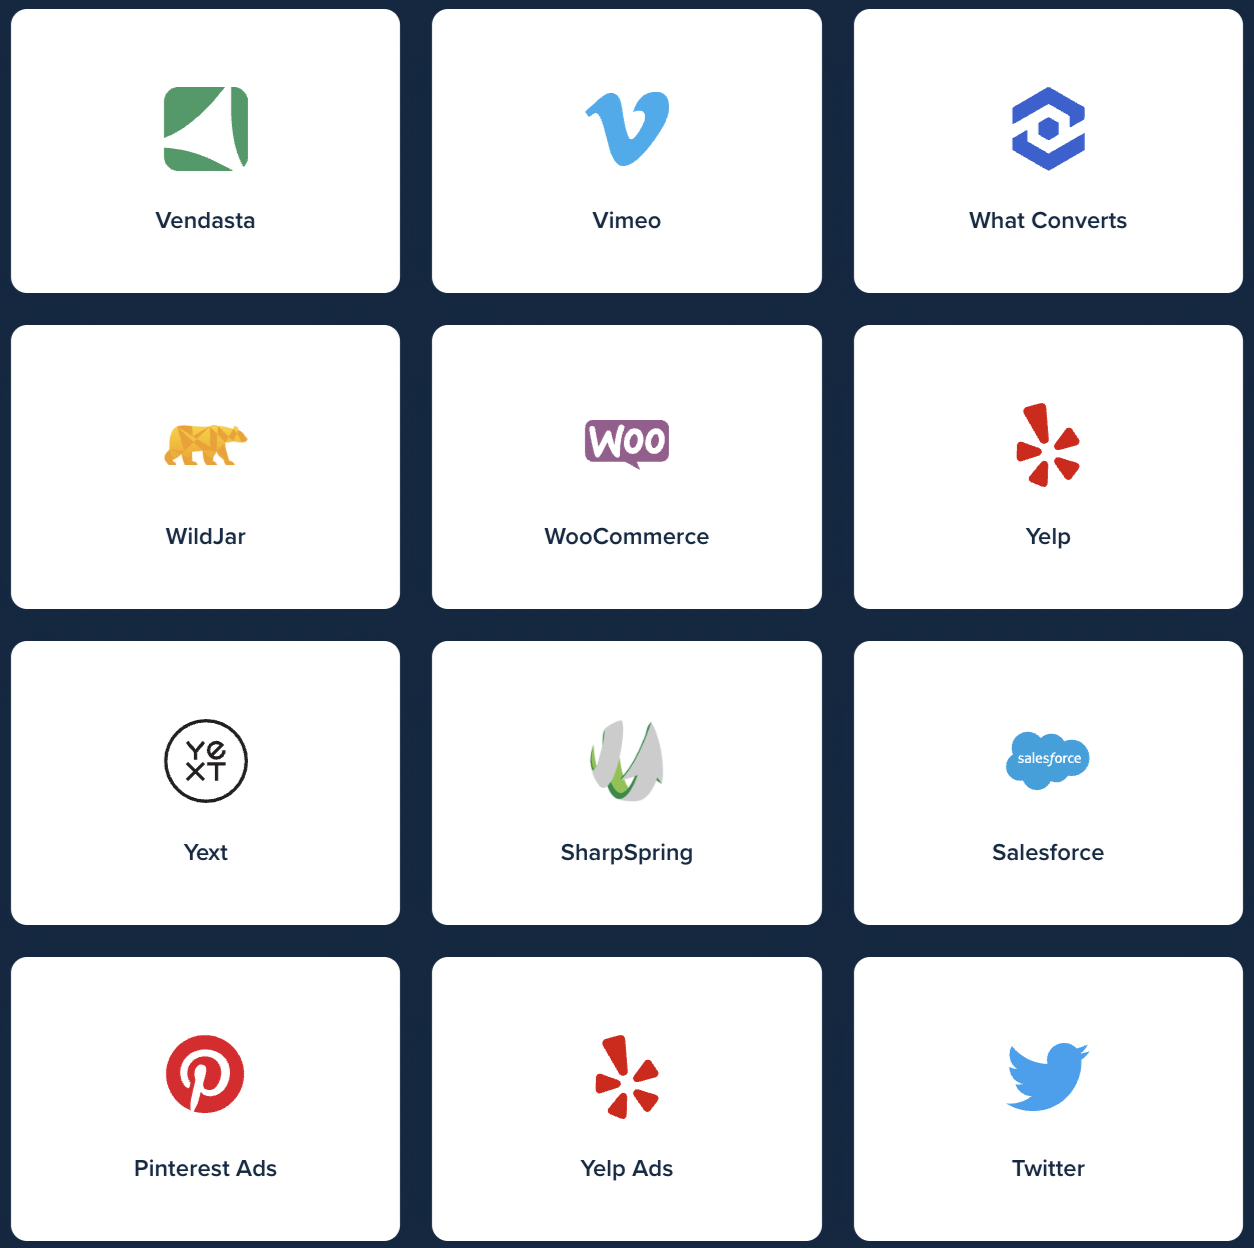 Vendasta
Vimeo
What Converts
Woo
WildJar
WooCommerce
Yelp
Ye
XT
salesforce
Yext
SharpSpring
Salesforce
Pinterest Ads
Yelp Ads
Twitter